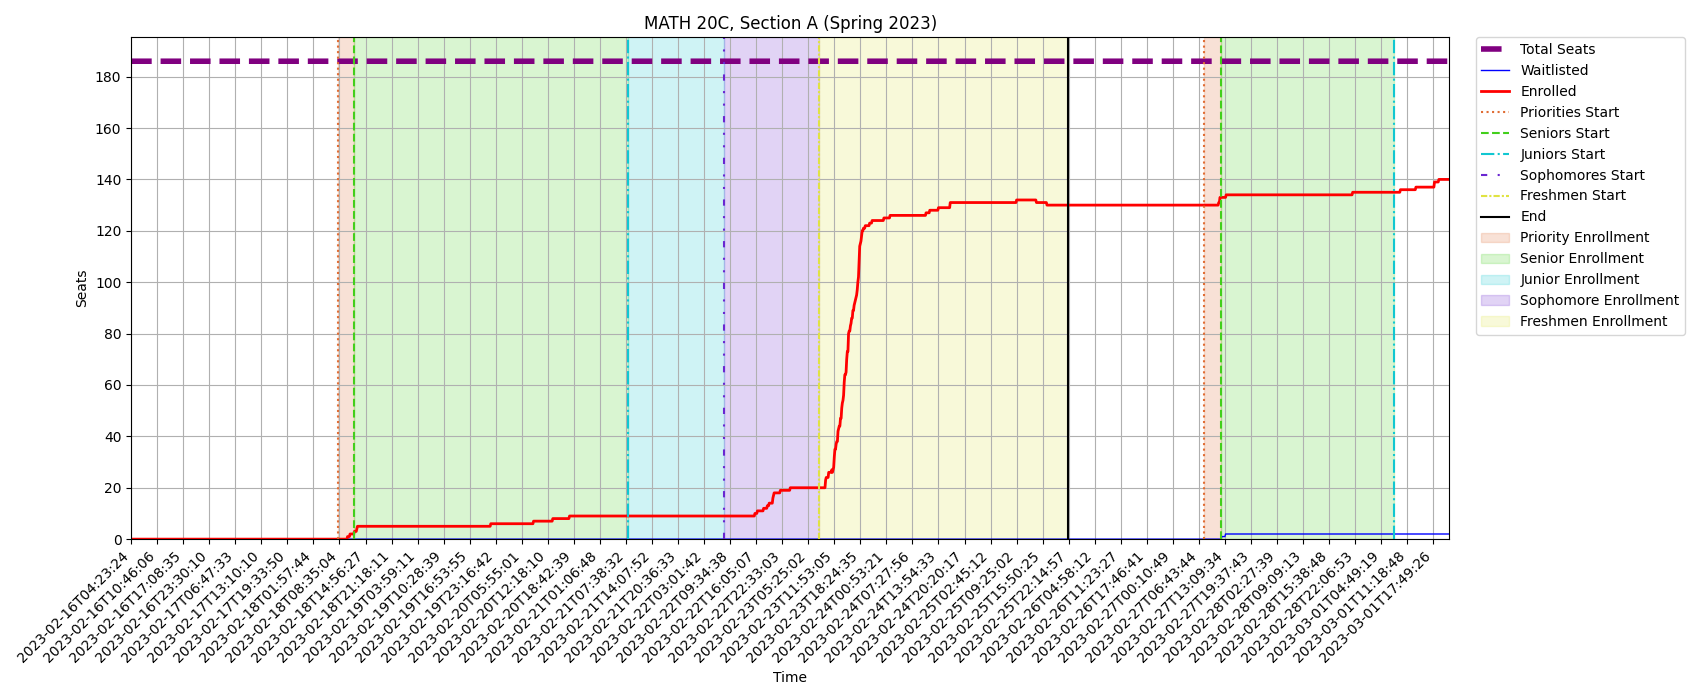 MATH 20C, Section A (Spring 2023)
Seats
180
160
140
120
100
80
60
40
20
0
2023-02-16T04:23:24
2023-02-16T10:46:06
2023-02-16T17:08:35
2023-02-16T23:30:10
2023-02-17T06:47:33
2023-02-17T13:10:10
2023-02-17T19:33:50
2023-02-18T01:57:44
2023-02-18T08:35:04
2023-02-18T14:56:27
2023-02-18T21:18:11
2023-02-19T03:59:11
2023-02-19T10:28:39
2023-02-19T16:53:55
2023-02-19T23:16:42
2023-02-20T05:55:01
2023-02-20T12:18:10
2023-02-20T18:42:39
2023-02-21T01:06:48
2023-02-21T07:38:32
2023-02-21T14:07:52
2023-02-21T20:36:33
2023-02-22T03:01:42
2023-02-22T09:34:38
2023-02-22T16:05:07
2023-02-22T22:33:03
2023-02-23T05:25:02
2023-02-23T11:53:05
2023-02-23T18:24:35
2023-02-24T00:53:21
2023-02-24T07:27:56
2023-02-24T13:54:33
2023-02-24T20:20:17
2023-02-25T02:45:12
2023-02-25T09:25:02
2023-02-25T15:50:25
2023-02-25T22:14:57
2023-02-26T04:58:12
2023-02-26T11:23:27
2023-02-26T17:46:41
2023-02-27T00:10:49
2023-02-27T06:43:44
2023-02-27T13:09:34
2023-02-27T19:37:43
2023-02-28T02:27:39
2023-02-28T09:09:13
2023-02-28T15:38:48
2023-02-28T22:06:53
2023-03-01T04:49:19
2023-03-01T11:18:48
2023-03-01T17:49:26
Time
Total Seats
Waitlisted
Enrolled
Priorities Start
Seniors Start
Juniors Start
Sophomores Start
Freshmen Start
End
Priority Enrollment
Senior Enrollment
Junior Enrollment
Sophomore Enrollment
Freshmen Enrollment